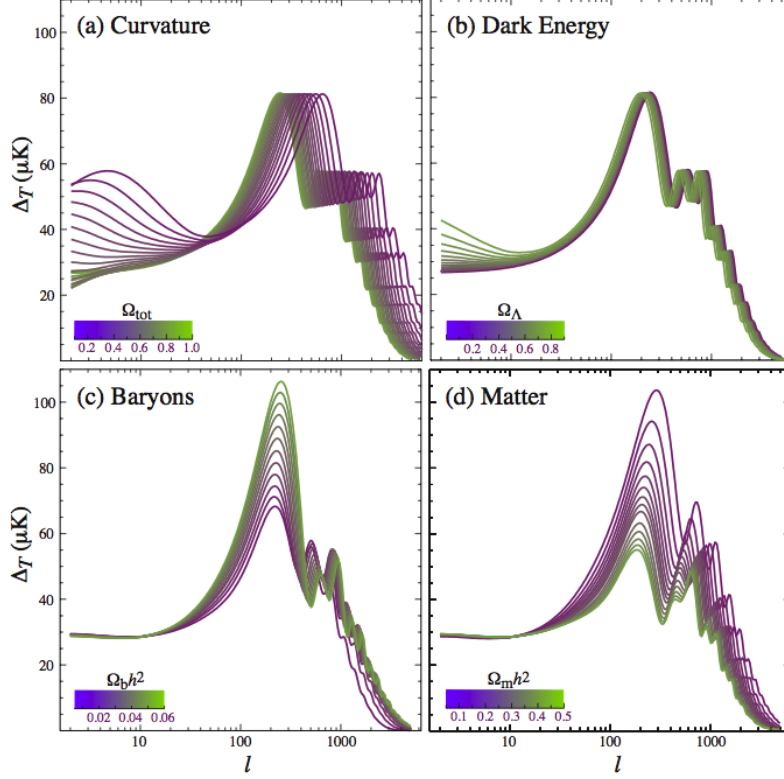 (a) Curvature
(b) Dark Energy
100
80
60
40
20
Δ_T (μK)
Ω_tot
0.2 0.4 0.6 0.8 1.0
Ω_Λ
0.2 0.4 0.6 0.8
(c) Baryons
(d) Matter
100
80
60
40
20
Δ_T (μK)
Ω_b h²
0.02 0.04 0.06
Ω_m h²
0.1 0.2 0.3 0.4 0.5
10 100 1000
10 100 1000
l
l